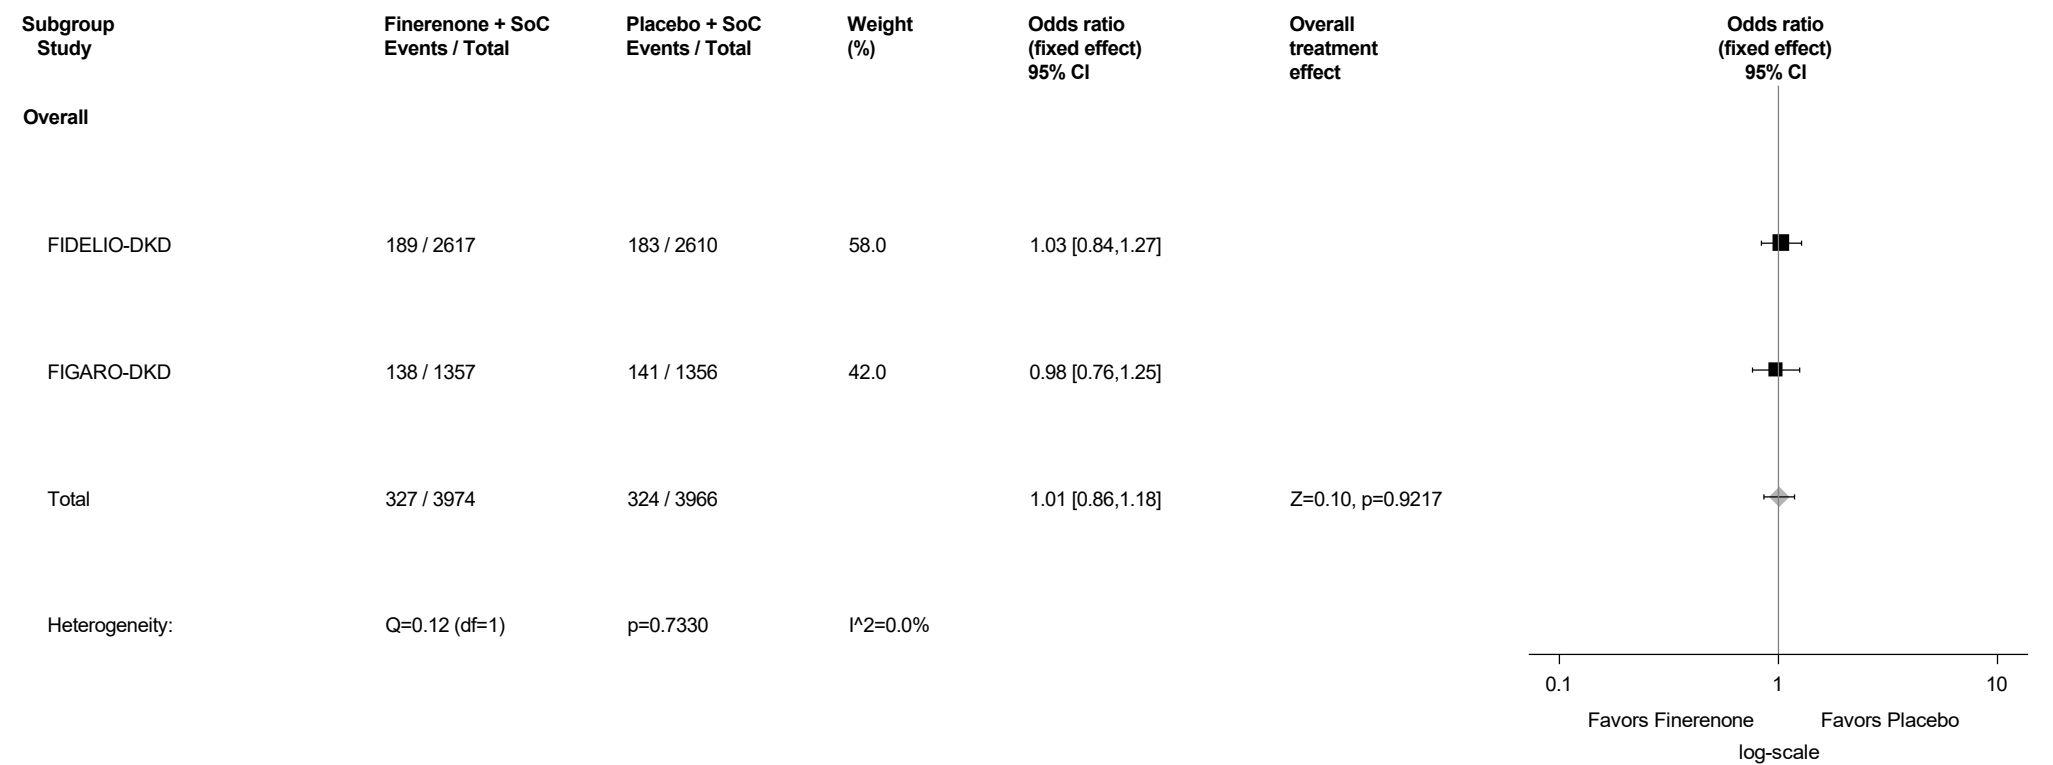 Subgroup Finerenone + SoC Placebo + SoC Weight Odds ratio Overall Odds ratio
Study Events / Total Events / Total (%) (fixed effect) treatment (fixed effect)
95% CI effect 95% CI
Overall
FIDELIO-DKD 189 / 2617 183 / 2610 58.0 1.03 [0.84,1.27]
FIGARO-DKD 138 / 1357 141 / 1356 42.0 0.98 [0.76,1.25]
Total 327 / 3974 324 / 3966 1.01 [0.86,1.18] Z=0.10, p=0.9217
Heterogeneity: Q=0.12 (df=1) p=0.7330 I^2=0.0%
0.1 1 10
Favors Finerenone Favors Placebo
log-scale